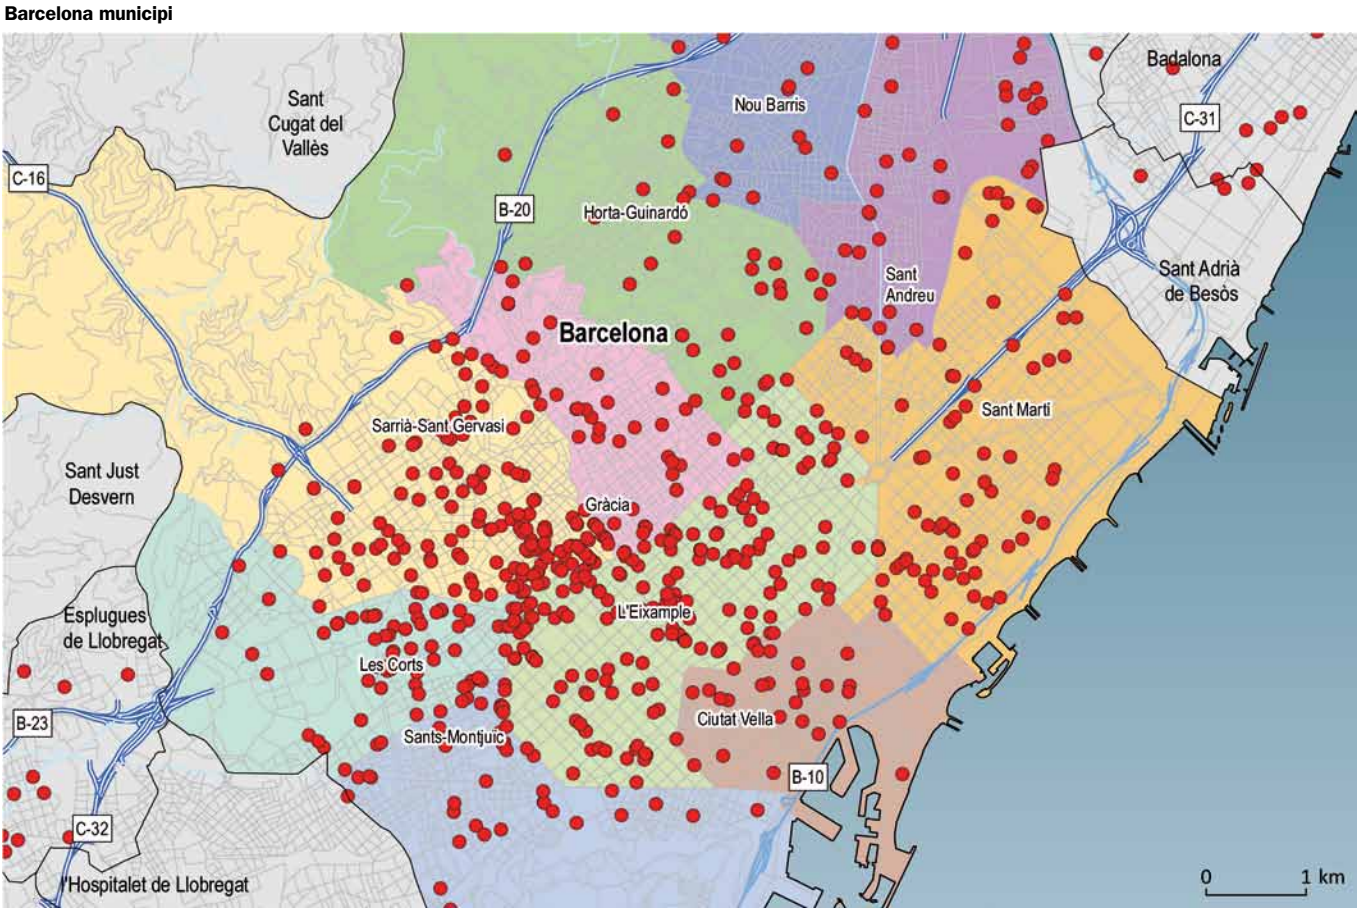 Barcelona municipi
Badalona
Sant
Cugat del
Vallès
Nou Barris
C-31
C-16
B-20
Horta-Guinardó
Sant Adrià
de Besòs
Sant
Andreu
Barcelona
Sant Martí
Sarrià-Sant Gervasi
Sant Just
Desvern
Gràcia
L'Eixample
Esplugues
de Llobregat
Les Corts
Ciutat Vella
B-23
Sants-Montjuïc
B-10
C-32
l'Hospitalet de Llobregat
0 1 km